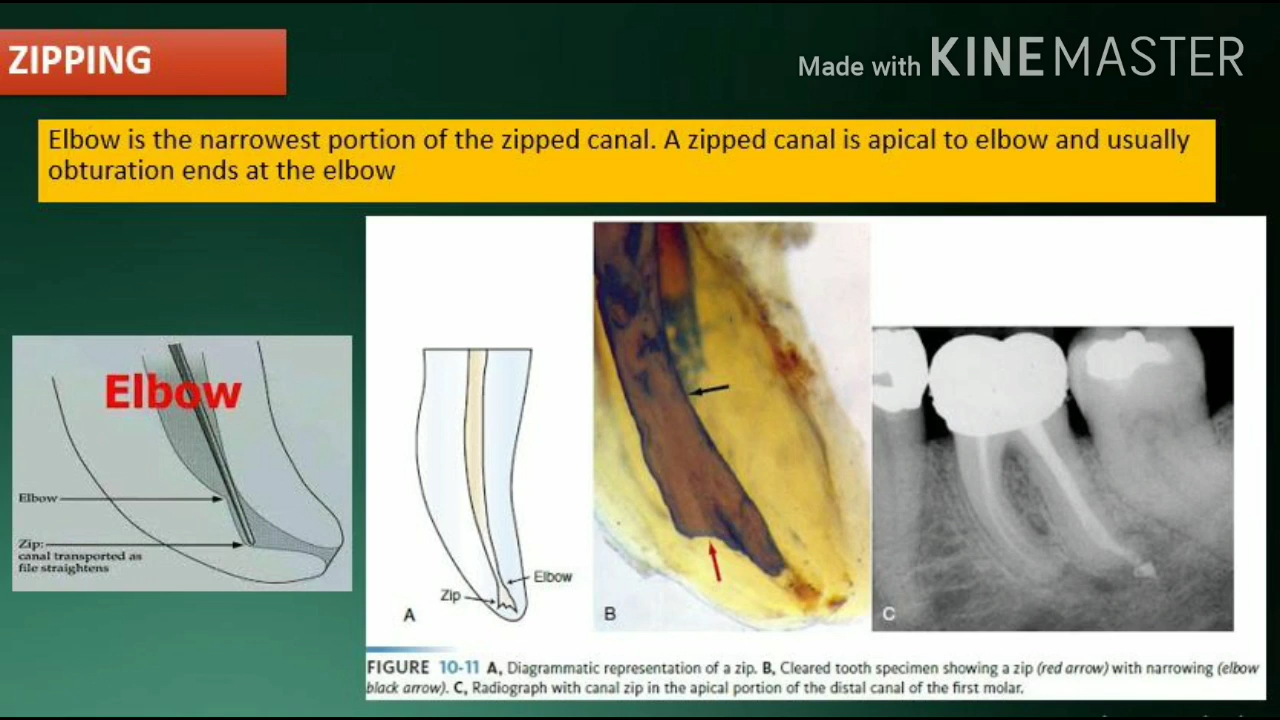 ZIPPING
Made with KINEMASTER
Elbow is the narrowest portion of the zipped canal. A zipped canal is apical to elbow and usually
obturation ends at the elbow
Elbow
Elbow
Zip:
canal transported as
file straightens
Elbow
Zip
A
B
C
FIGURE 10-11 A, Diagrammatic representation of a zip. B, Cleared tooth specimen showing a zip (red arrow) with narrowing (elbow
black arrow). C, Radiograph with canal zip in the apical portion of the distal canal of the first molar.